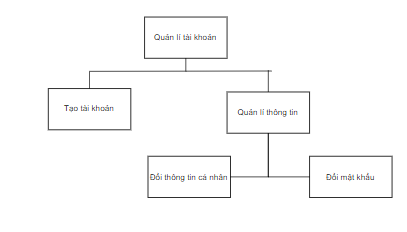 Quản lí tài khoản
Tạo tài khoản
Quản lí thông tin
Đổi thông tin cá nhân
Đổi mật khẩu